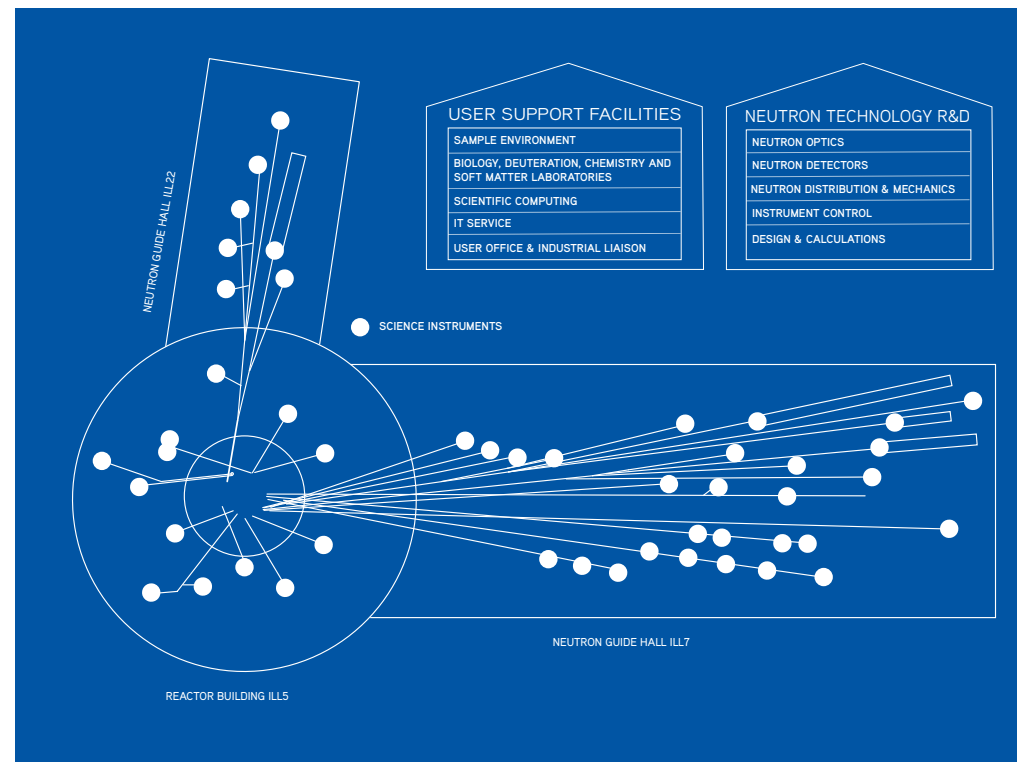 USER SUPPORT FACILITIES
SAMPLE ENVIRONMENT
BIOLOGY, DEUTERATION, CHEMISTRY AND
SOFT MATTER LABORATORIES
SCIENTIFIC COMPUTING
IT SERVICE
USER OFFICE & INDUSTRIAL LIAISON
NEUTRON TECHNOLOGY R&D
NEUTRON OPTICS
NEUTRON DETECTORS
NEUTRON DISTRIBUTION & MECHANICS
INSTRUMENT CONTROL
DESIGN & CALCULATIONS
NEUTRON GUIDE HALL ILL22
SCIENCE INSTRUMENTS
NEUTRON GUIDE HALL ILL7
REACTOR BUILDING ILL5